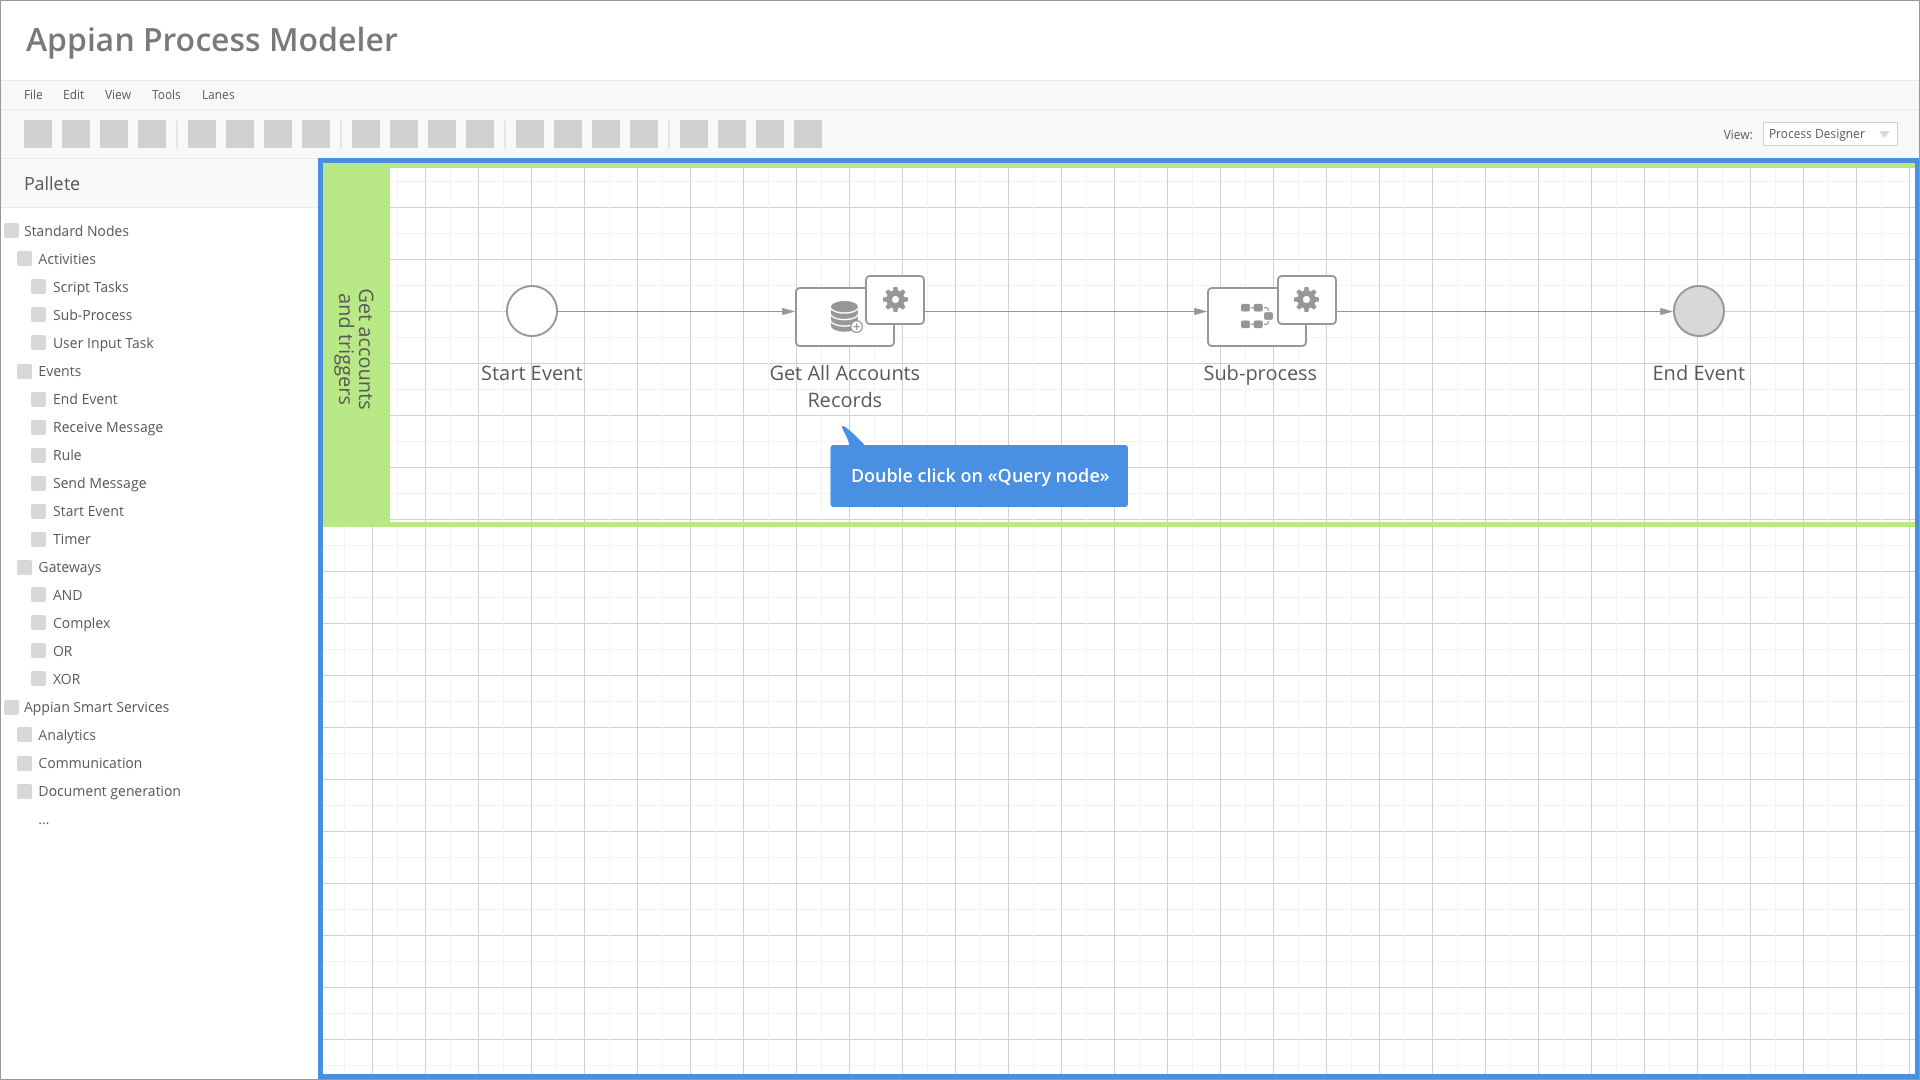 Appian Process Modeler
File Edit View Tools Lanes
View: Process Designer
Pallete
Standard Nodes
Activities
Script Tasks
Sub-Process
User Input Task
Events
End Event
Receive Message
Rule
Send Message
Start Event
Timer
Gateways
AND
Complex
OR
XOR
Appian Smart Services
Analytics
Communication
Document generation
...
Get accounts
and triggers
Start Event
Get All Accounts
Records
Sub-process
End Event
Double click on «Query node»